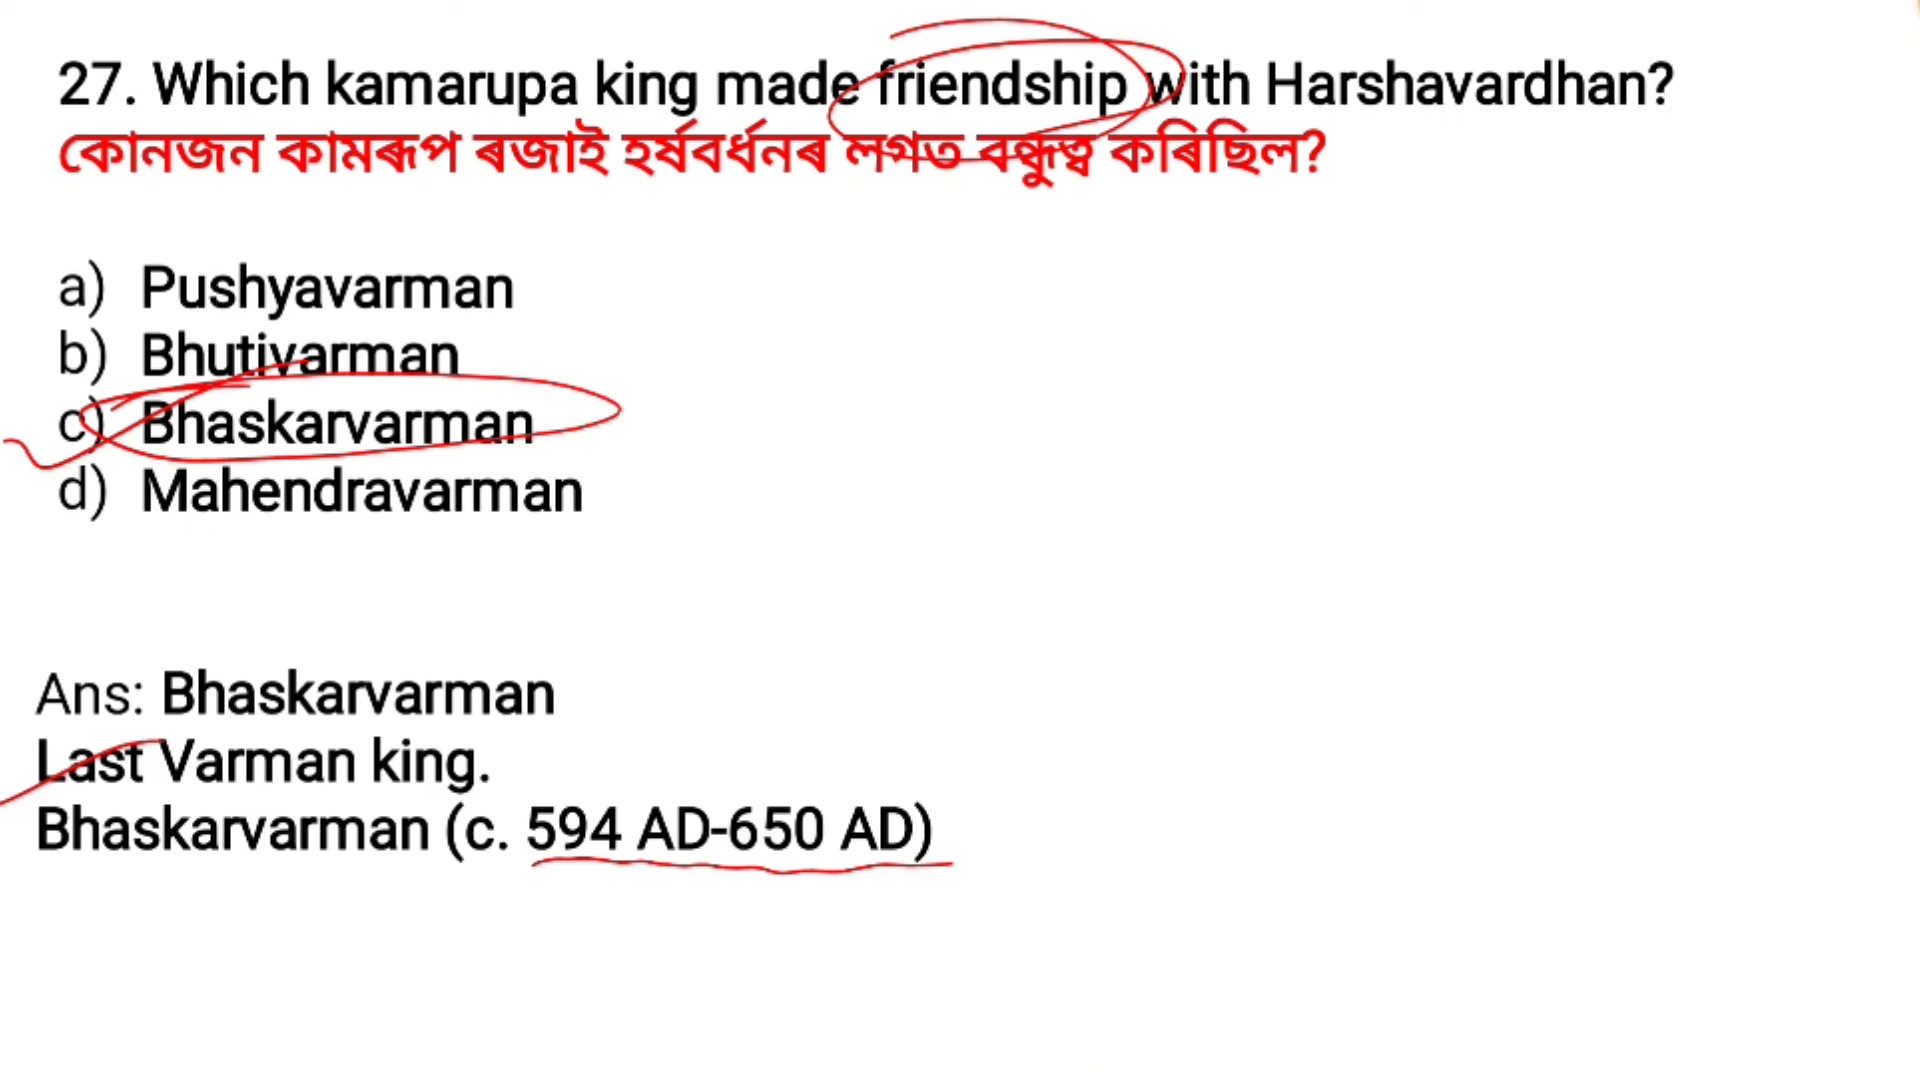 27. Which kamarupa king made friendship with Harshavardhan?
কোনজন কামৰূপ ৰজাই হৰ্ষবৰ্ধনৰ লগত বন্ধুত্ব কৰিছিল?
a) Pushyavarman
b) Bhutivarman
c) Bhaskarvarman
d) Mahendravarman
Ans: Bhaskarvarman
Last Varman king.
Bhaskarvarman (c. 594 AD-650 AD)